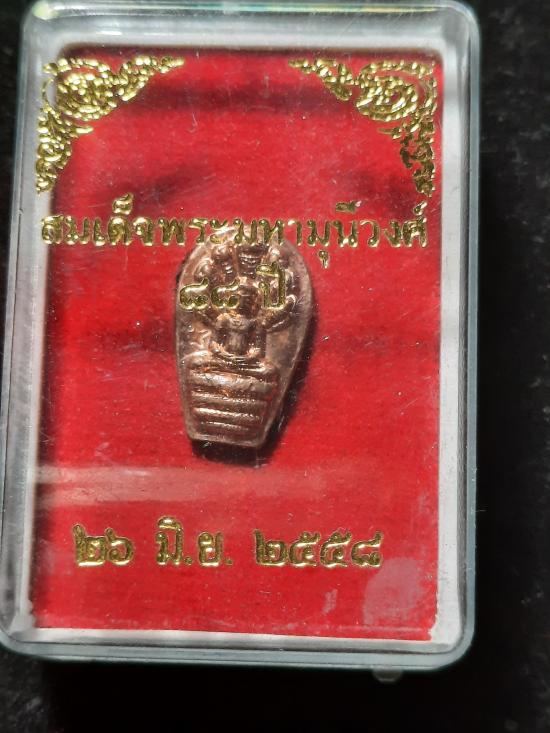 สมเด็จพระมหามุนีวงศ์
๘๘ ปี
๒๖ มิ.ย. ๒๕๕๘